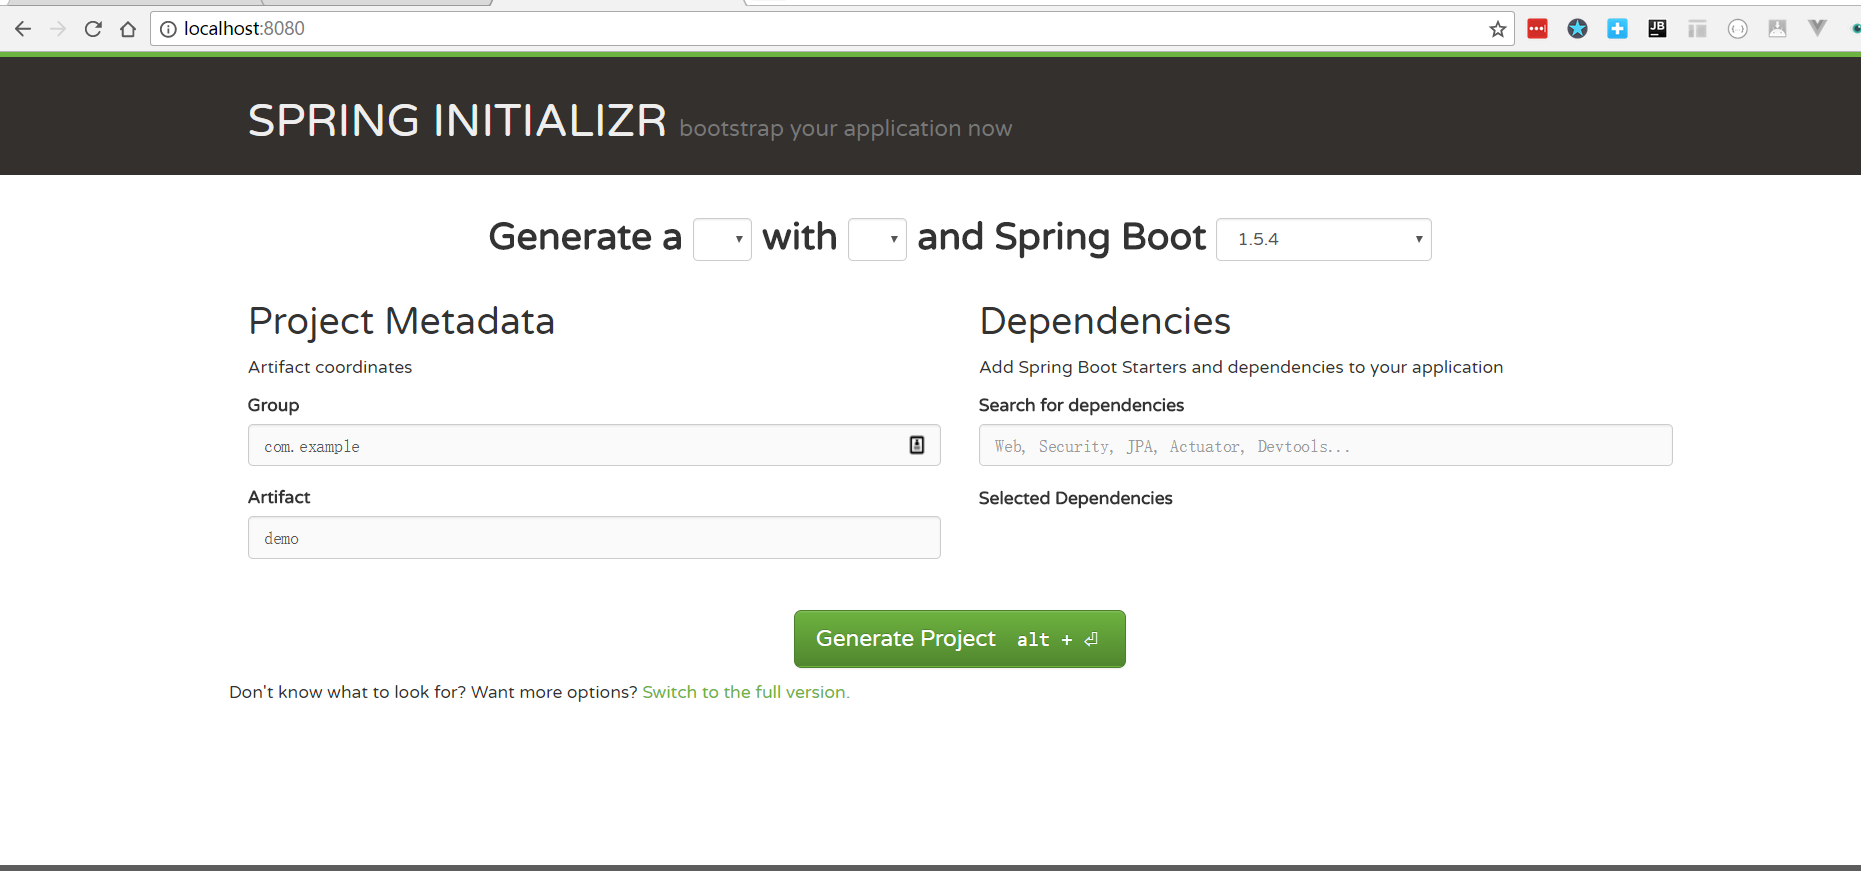 localhost:8080
JB
SPRING INITIALIZR bootstrap your application now
Generate a with and Spring Boot 1.5.4
Project Metadata
Artifact coordinates
Group
com.example
Artifact
demo
Dependencies
Add Spring Boot Starters and dependencies to your application
Search for dependencies
Web, Security, JPA, Actuator, Devtools...
Selected Dependencies
Generate Project alt + ⏎
Don't know what to look for? Want more options? Switch to the full version.